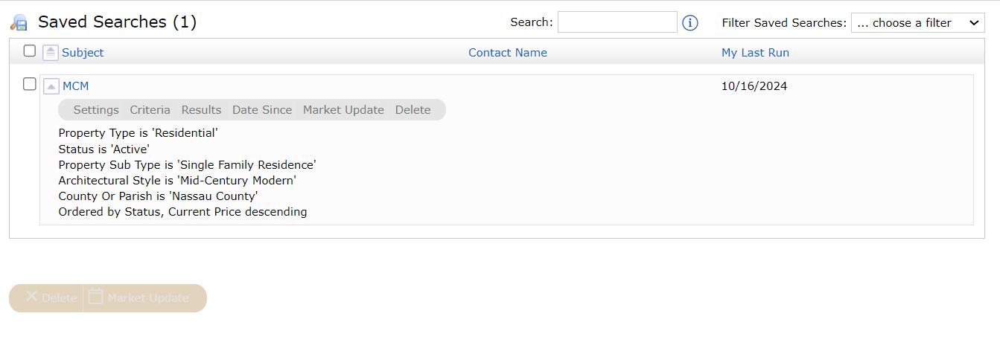 Saved Searches (1) Search: Filter Saved Searches: ... choose a filter
Subject Contact Name My Last Run
MCM 10/16/2024
Settings Criteria Results Date Since Market Update Delete
Property Type is 'Residential'
Status is 'Active'
Property Sub Type is 'Single Family Residence'
Architectural Style is 'Mid-Century Modern'
County Or Parish is 'Nassau County'
Ordered by Status, Current Price descending
Delete Market Update